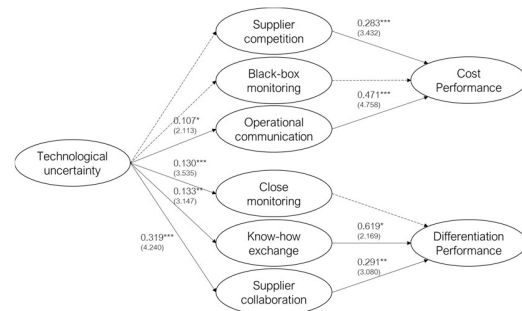 Supplier
competition
0.283***
(3.432)
Black-box
monitoring
Cost
Performance
0.107*
(2.113)
Operational
communication
0.471***
(4.758)
Technological
uncertainty
0.130***
(3.535)
0.133**
(3.147)
Close
monitoring
0.319***
(4.240)
Know-how
exchange
0.619*
(2.169)
Differentiation
Performance
Supplier
collaboration
0.291**
(3.080)